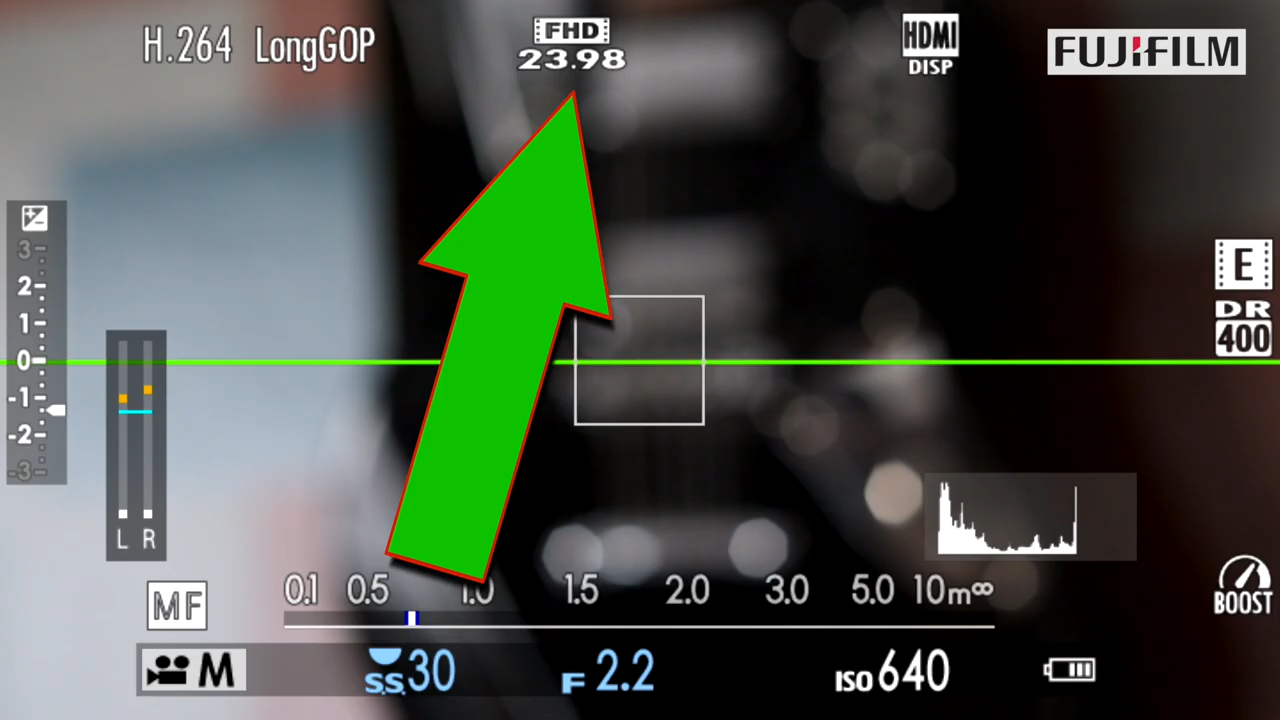 H.264 LongGOP
FHD
23.98
HDMI
DISP
FUJIFILM
3
2
1
0
-1
-2
-3
E
DR
400
L R
0.1 0.5 1.0 1.5 2.0 3.0 5.0 10m∞
MF
BOOST
M
S.S. 30
F 2.2
ISO 640